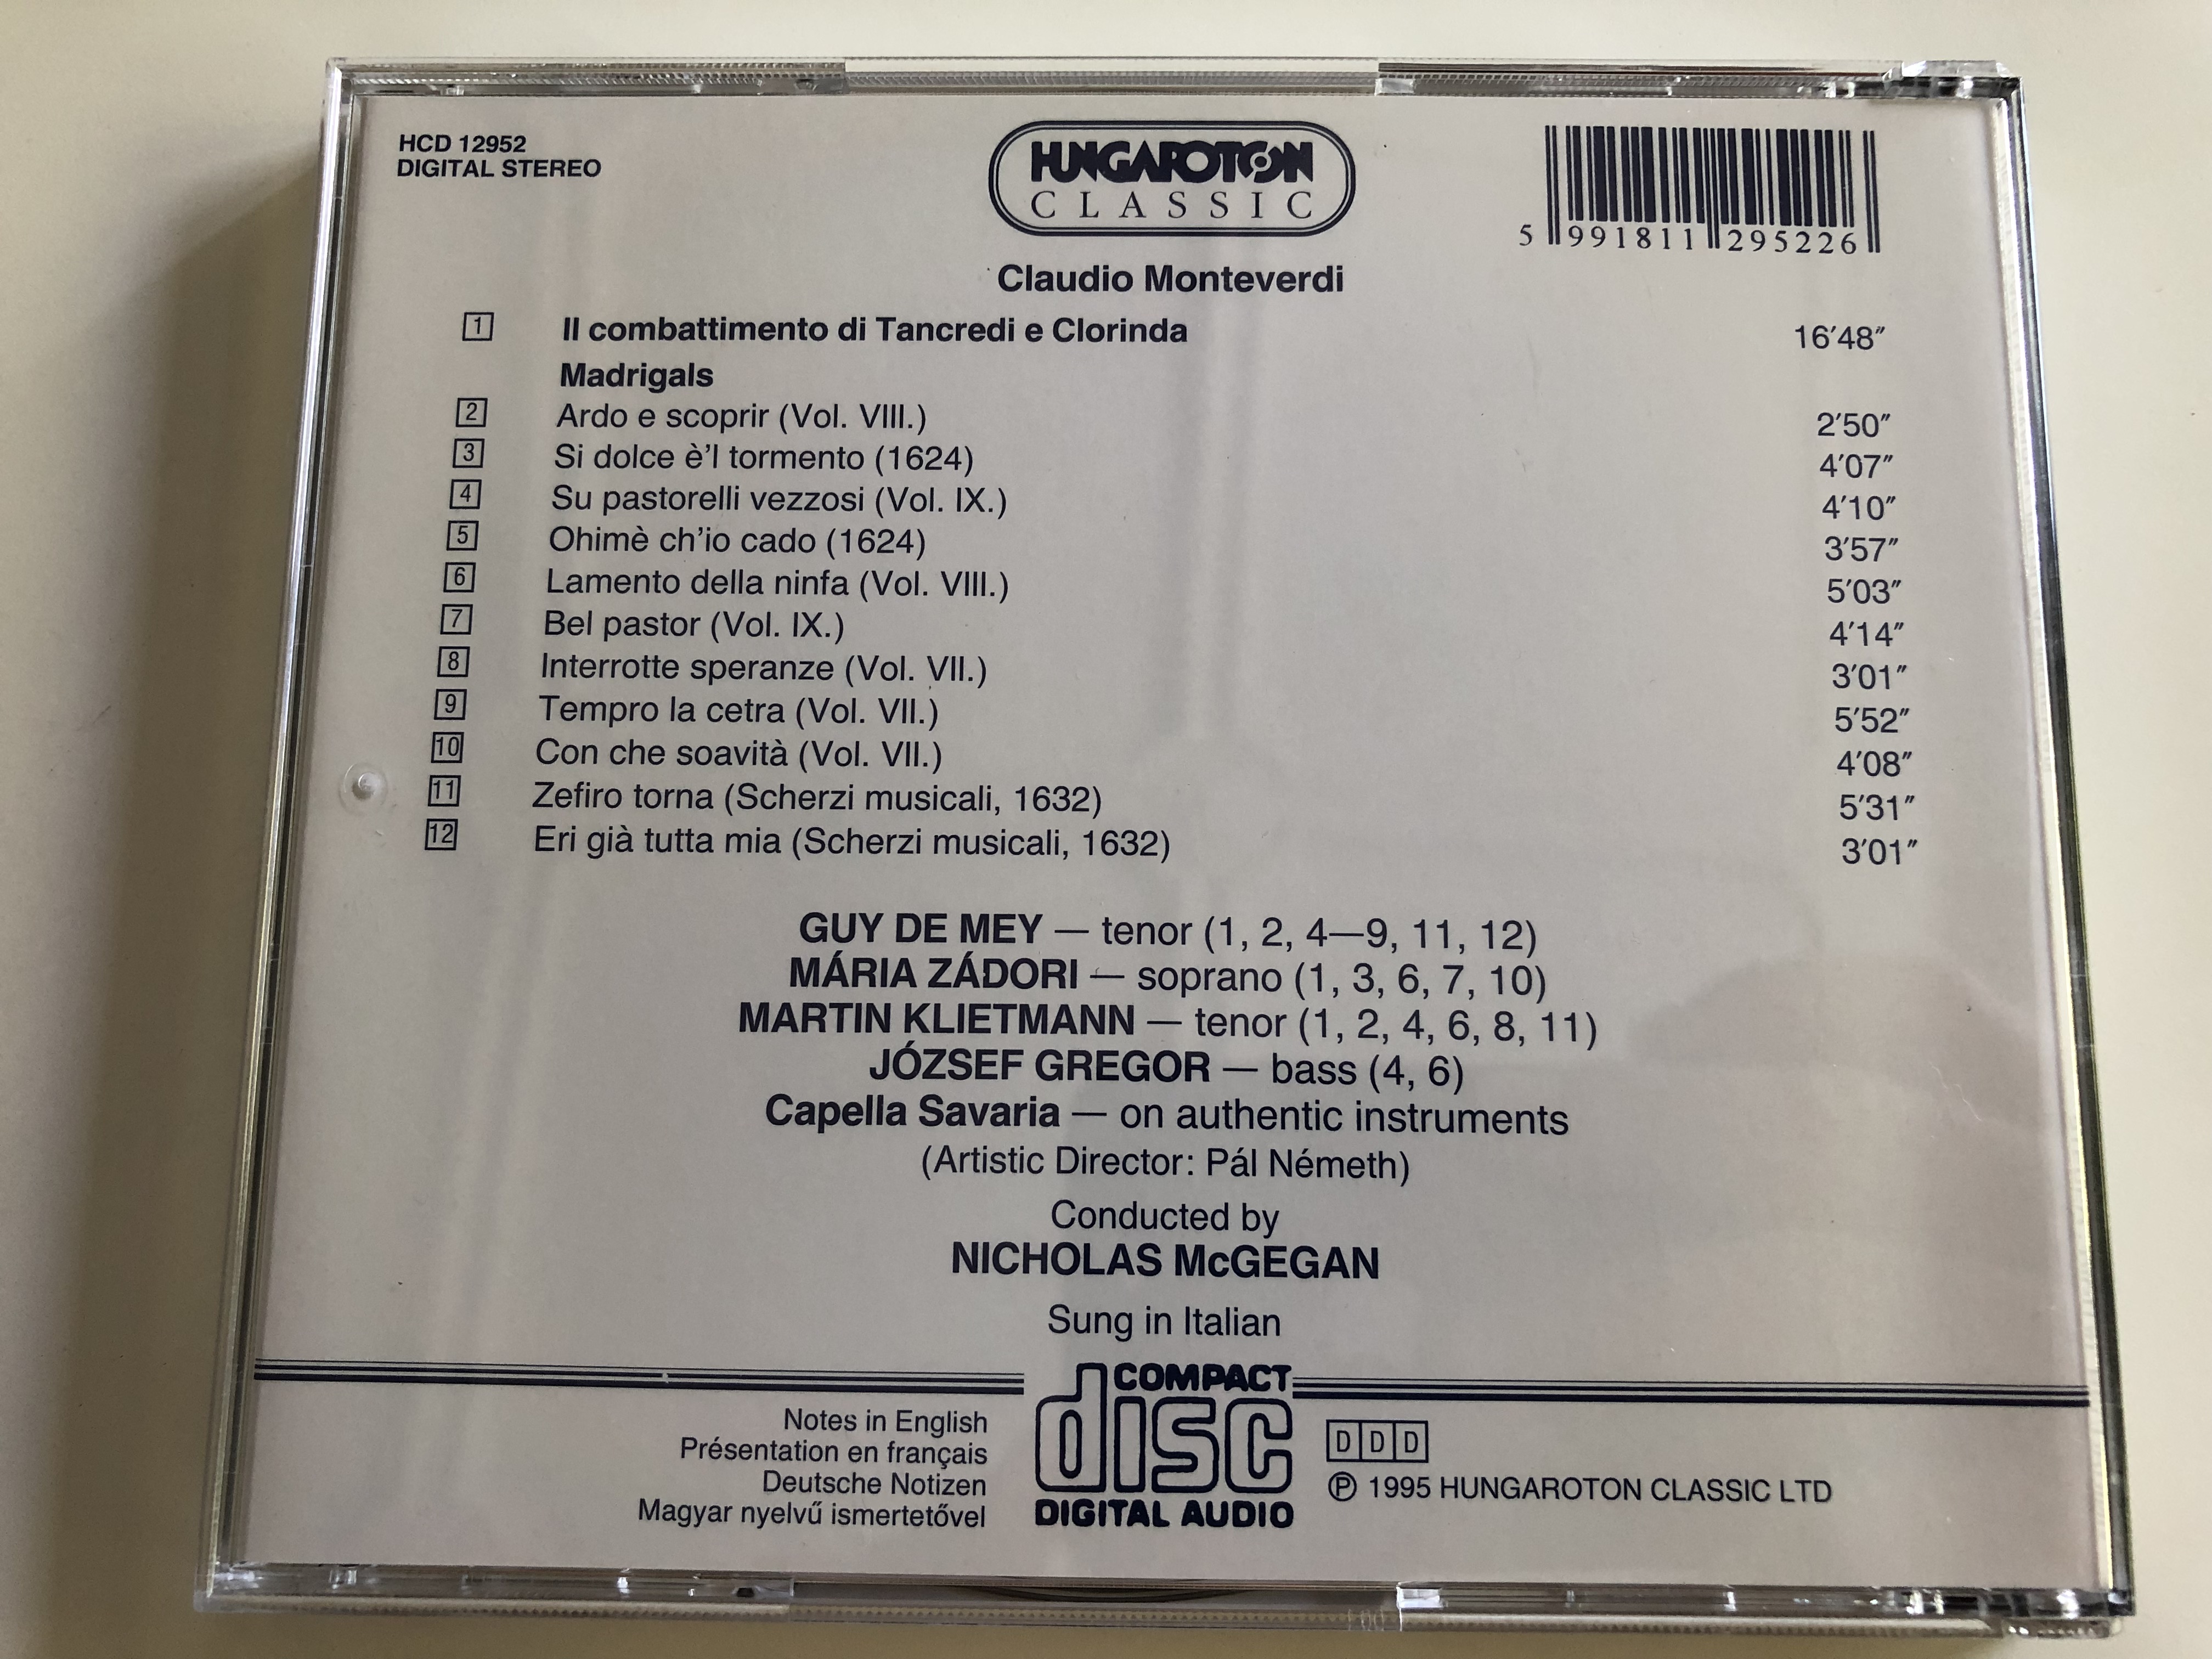 HCD 12952
DIGITAL STEREO
HUNGAROTON
CLASSIC
5 991811 295226
Claudio Monteverdi
1 Il combattimento di Tancredi e Clorinda 16′48″
Madrigals
2 Ardo e scoprir (Vol. VIII.) 2′50″
3 Si dolce è’l tormento (1624) 4′07″
4 Su pastorelli vezzosi (Vol. IX.) 4′10″
5 Ohimè ch’io cado (1624) 3′57″
6 Lamento della ninfa (Vol. VIII.) 5′03″
7 Bel pastor (Vol. IX.) 4′14″
8 Interrotte speranze (Vol. VII.) 3′01″
9 Tempro la cetra (Vol. VII.) 5′52″
10 Con che soavità (Vol. VII.) 4′08″
11 Zefiro torna (Scherzi musicali, 1632) 5′31″
12 Eri già tutta mia (Scherzi musicali, 1632) 3′01″
GUY DE MEY — tenor (1, 2, 4—9, 11, 12)
MÁRIA ZÁDORI — soprano (1, 3, 6, 7, 10)
MARTIN KLIETMANN — tenor (1, 2, 4, 6, 8, 11)
JÓZSEF GREGOR — bass (4, 6)
Capella Savaria — on authentic instruments
(Artistic Director: Pál Németh)
Conducted by
NICHOLAS McGEGAN
Sung in Italian
Notes in English
Présentation en français
Deutsche Notizen
Magyar nyelvű ismertetővel
COMPACT
disc
DIGITAL AUDIO
DDD
℗ 1995 HUNGAROTON CLASSIC LTD